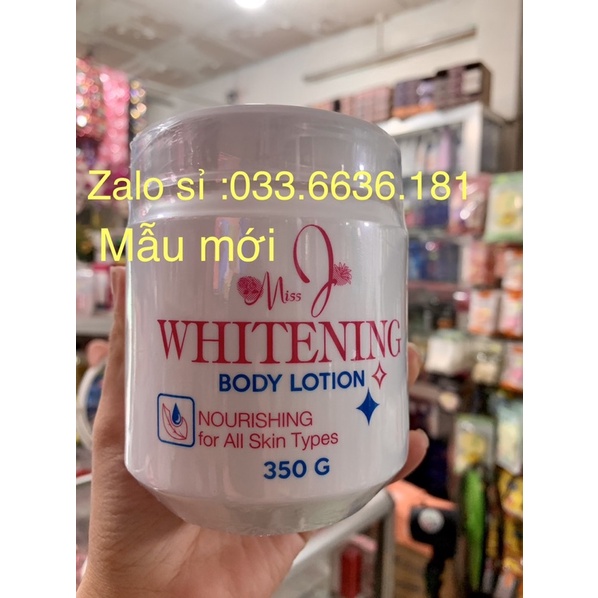 Zalo sỉ :033.6636.181
Mẫu mới
Miss J
WHITENING
BODY LOTION
NOURISHING
for All Skin Types
350 G